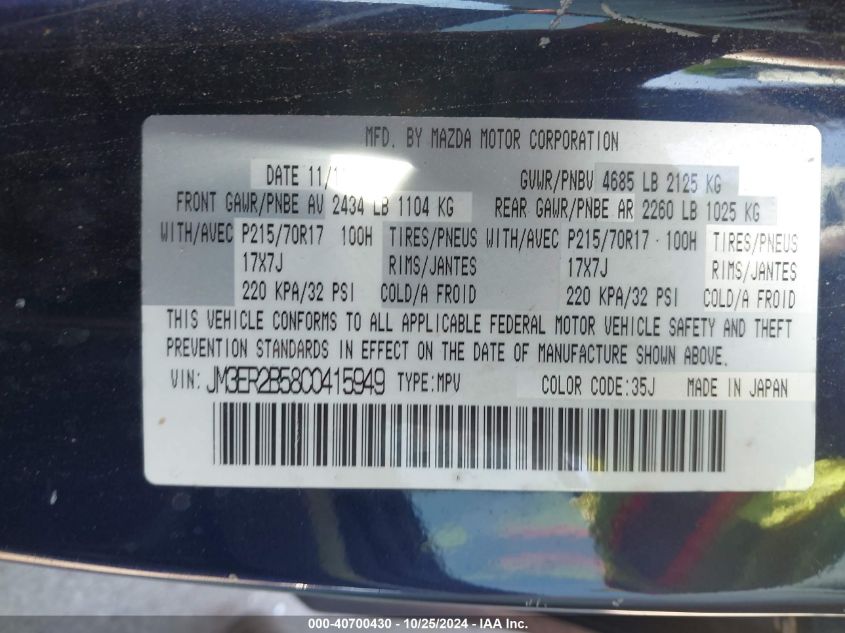 MFD. BY MAZDA MOTOR CORPORATION
DATE GVWR/PNBV 4685 LB 2125 KG
FRONT GAWR/PNBE AV 2434 LB 1104 KG REAR GAWR/PNBE AR 2260 LB 1025 KG
WITH/AVEC P215/70R17 100H TIRES/PNEUS WITH/AVEC P215/70R17 100H TIRES/PNEUS
17X7J RIMS/JANTES 17X7J RIMS/JANTES
220 KPA/32 PSI COLD/A FROID 220 KPA/32 PSI COLD/A FROID
THIS VEHICLE CONFORMS TO ALL APPLICABLE FEDERAL MOTOR VEHICLE SAFETY AND THEFT
PREVENTION STANDARDS IN EFFECT ON THE DATE OF MANUFACTURE SHOWN ABOVE.
VIN: JM3ER2B58C0415949 TYPE:MPV COLOR CODE:35J MADE IN JAPAN
000-40700430 - 10/25/2024 - IAA Inc.